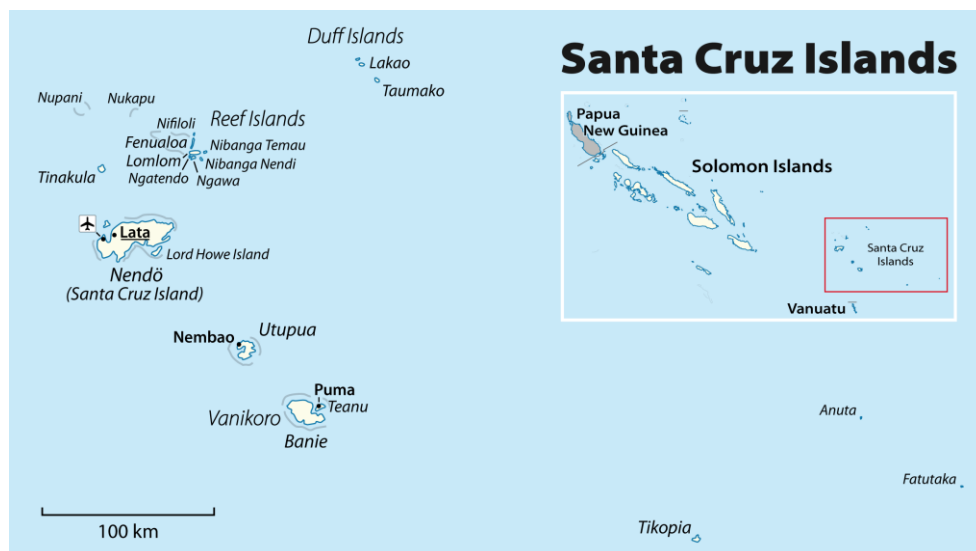 Santa Cruz Islands
Duff Islands
Lakao
Taumako
Nupani
Nukapu
Nifiloli
Reef Islands
Fenualoa
Nibanga Temau
Lomlom
Nibanga Nendi
Ngatendo
Ngawa
Tinakula
Lata
Lord Howe Island
Nendö
(Santa Cruz Island)
Nembao
Utupua
Puma
Teanu
Vanikoro
Banie
100 km
Papua
New Guinea
Solomon Islands
Santa Cruz
Islands
Vanuatu
Anuta
Fatutaka
Tikopia